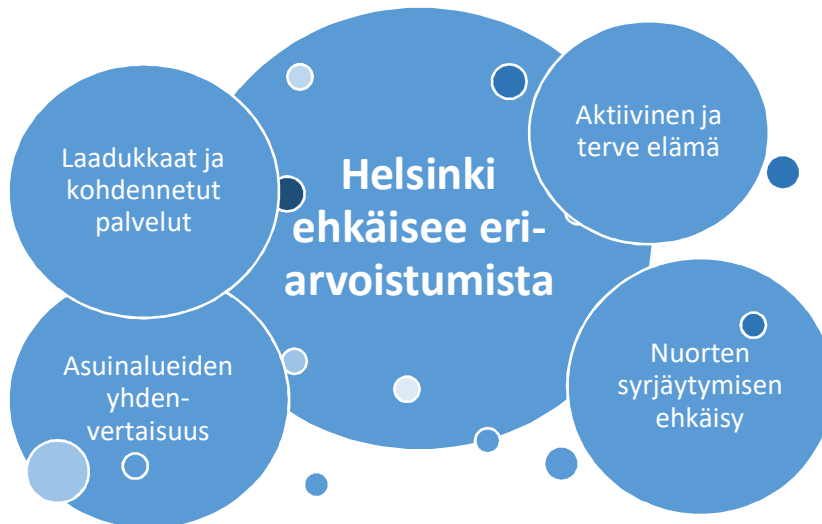 Laadukkaat ja
kohdennetut
palvelut
Helsinki
ehkäisee eri-
arvoistumista
Aktiivinen ja
terve elämä
Asuinalueiden
yhden-
vertaisuus
Nuorten
syrjäytymisen
ehkäisy